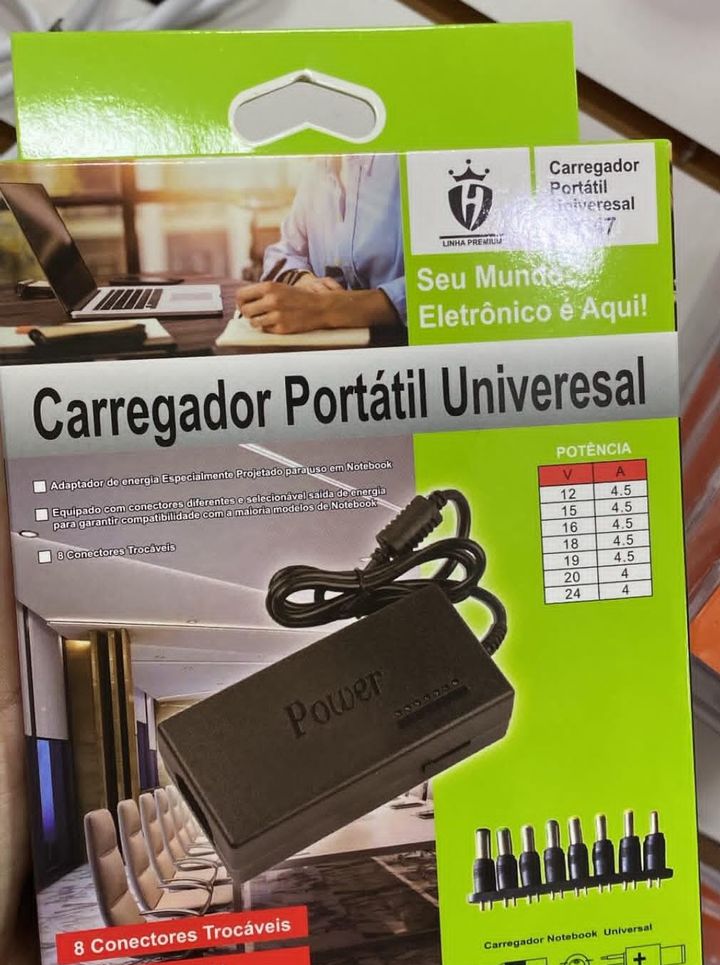 LINHA PREMIUM
Carregador
Portátil
Univeresal
Seu Mundo
Eletrônico é Aqui!
Carregador Portátil Univeresal
Adaptador de energia Especialmente Projetado para uso em Notebook
Equipado com conectores diferentes e selecionável saida de energia
para garantir compatibilidade com a maioria modelos de Notebook
8 Conectores Trocáveis
POTÊNCIA
V A
12 4.5
15 4.5
16 4.5
18 4.5
19 4.5
20 4
24 4
Power
8 Conectores Trocáveis
Carregador Notebook Universal
+